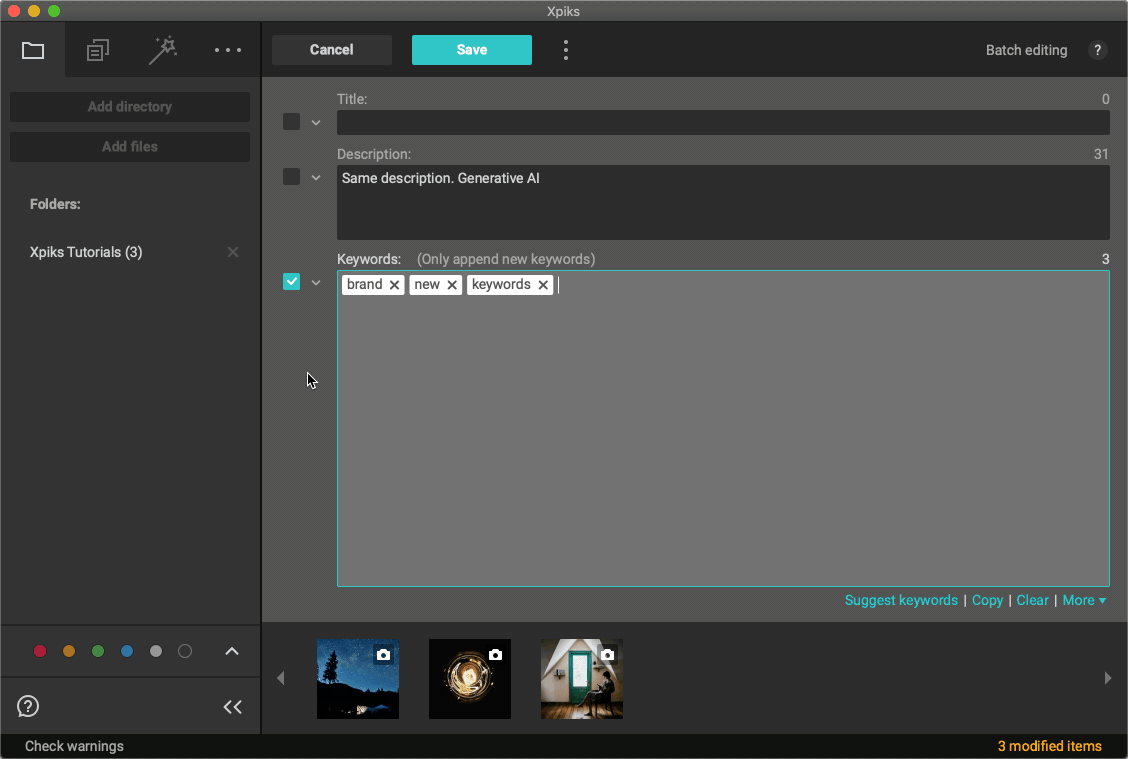 Xpiks
Cancel
Save
Batch editing
?
Add directory
Add files
Folders:
Xpiks Tutorials (3)
Title:
0
Description:
31
Same description. Generative AI
Keywords: (Only append new keywords)
3
brand new keywords
Suggest keywords | Copy | Clear | More
?
Check warnings
3 modified items